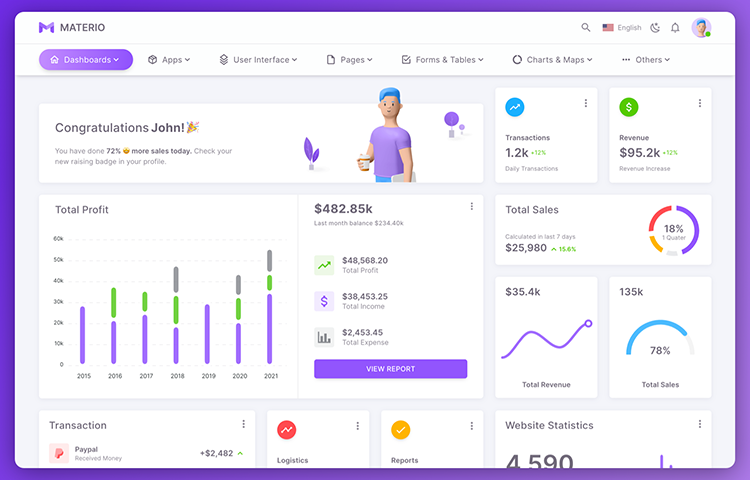 MATERIO
English
Dashboards
Apps
User Interface
Pages
Forms & Tables
Charts & Maps
Others
Congratulations John! 🎉
You have done 72% 🤩 more sales today. Check your
new raising badge in your profile.
Transactions
1.2k +12%
Daily Transactions
Revenue
$95.2k +12%
Revenue Increase
Total Profit
60k
50k
40k
30k
20k
10k
0
2015 2016 2017 2018 2019 2020 2021
$482.85k
Last month balance $234.40k
$48,568.20
Total Profit
$38,453.25
Total Income
$2,453.45
Total Expense
VIEW REPORT
Total Sales
Calculated in last 7 days
$25,980 15.6%
18%
1 Quater
$35.4k
Total Revenue
135k
78%
Total Sales
Transaction
Paypal
Received Money
+$2,482
Logistics
Reports
Website Statistics
4,590